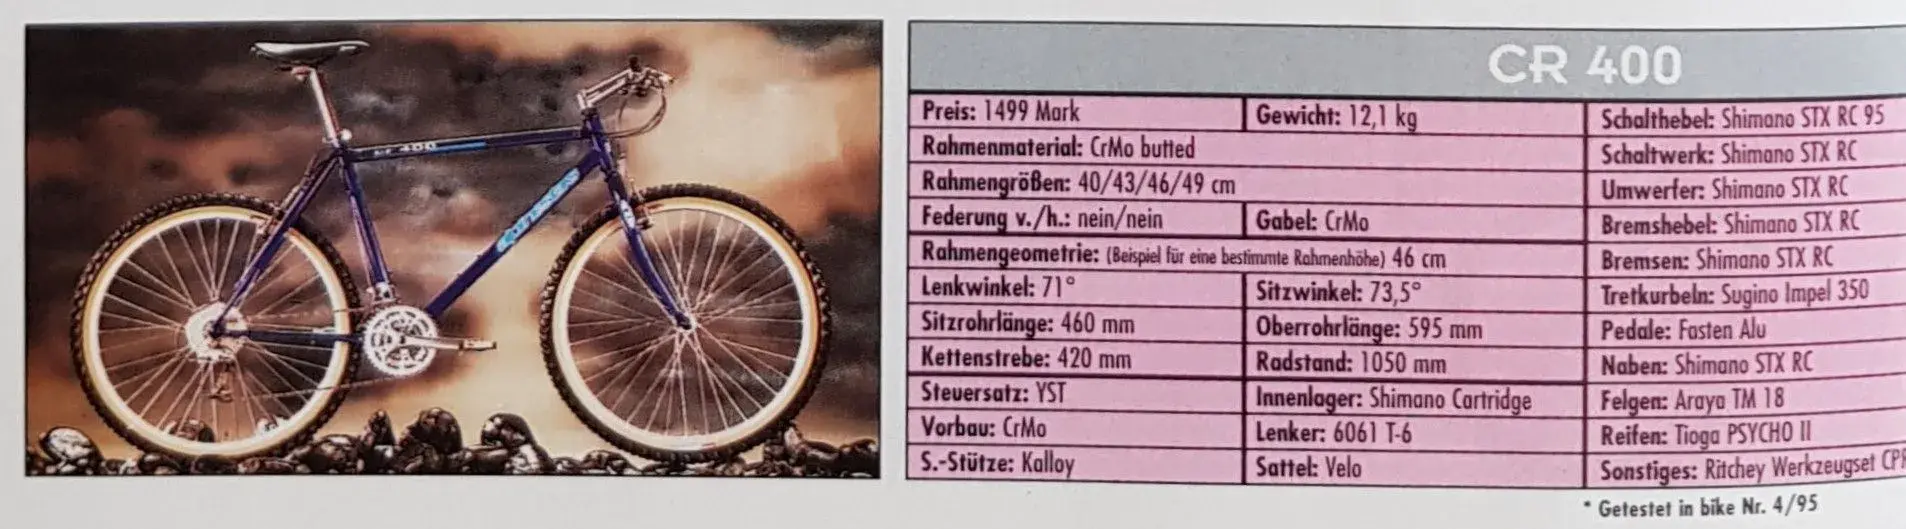 400
CR 400
Preis: 1499 Mark
Gewicht: 12,1 kg
Rahmenmaterial: CrMo butted
Rahmengrößen: 40/43/46/49 cm
Federung v./h.: nein/nein
Gabel: CrMo
Rahmengeometrie: (Beispiel für eine bestimmte Rahmenhöhe) 46 cm
Lenkwinkel: 71°
Sitzwinkel: 73,5°
Sitzrohrlänge: 460 mm
Oberrohrlänge: 595 mm
Kettenstrebe: 420 mm
Radstand: 1050 mm
Steuersatz: YST
Innenlager: Shimano Cartridge
Vorbau: CrMo
Lenker: 6061 T-6
S.-Stütze: Kalloy
Sattel: Velo
Schalthebel: Shimano STX RC 95
Schaltwerk: Shimano STX RC
Umwerfer: Shimano STX RC
Bremshebel: Shimano STX RC
Bremsen: Shimano STX RC
Tretkurbeln: Sugino Impel 350
Pedale: Fasten Alu
Naben: Shimano STX RC
Felgen: Araya TM 18
Reifen: Tioga PSYCHO II
Sonstiges: Ritchey Werkzeugset
* Getestet in bike Nr. 4/95